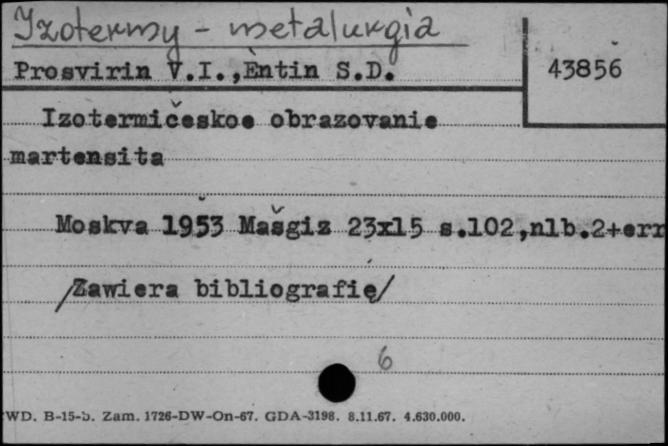 Izotermy - metalurgia
Prosvirin V.I.,Èntin S.D.
43856
Izotermičeskoe obrazovanie
martensita
Moskva 1953 Mašgiz 23x15 s.102,nlb.2+err
/Zawiera bibliografię/
6
WD. B-15-b. Zam. 1726-DW-On-67. GDA-3198. 8.11.67. 4.630.000.